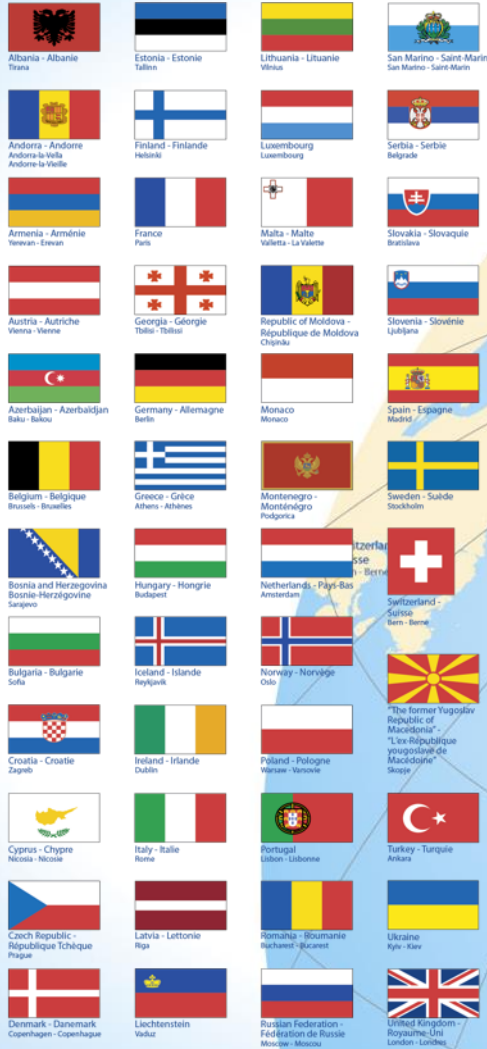 Albania - Albanie
Tirana
Andorra - Andorre
Andorra-la-Vella
Andorre-la-Vieille
Armenia - Arménie
Yerevan - Erevan
Austria - Autriche
Vienna - Vienne
Azerbaijan - Azerbaïdjan
Baku - Bakou
Belgium - Belgique
Brussels - Bruxelles
Bosnia and Herzegovina
Bosnie-Herzégovine
Sarajevo
Bulgaria - Bulgarie
Sofia
Croatia - Croatie
Zagreb
Cyprus - Chypre
Nicosia - Nicosie
Czech Republic -
République Tchèque
Prague
Denmark - Danemark
Copenhagen - Copenhague
Estonia - Estonie
Tallinn
Finland - Finlande
Helsinki
France
Paris
Georgia - Géorgie
Tbilisi - Tbilissi
Germany - Allemagne
Berlin
Greece - Grèce
Athens - Athènes
Hungary - Hongrie
Budapest
Iceland - Islande
Reykjavik
Ireland - Irlande
Dublin
Italy - Italie
Rome
Latvia - Lettonie
Riga
Liechtenstein
Vaduz
Lithuania - Lituanie
Vilnius
Luxembourg
Luxembourg
Malta - Malte
Valletta - La Valette
Republic of Moldova -
République de Moldova
Chişinău
Monaco
Monaco
Montenegro -
Monténégro
Podgorica
Netherlands - Pays-Bas
Amsterdam
Norway - Norvège
Oslo
Poland - Pologne
Warsaw - Varsovie
Portugal
Lisbon - Lisbonne
Romania - Roumanie
Bucharest - Bucarest
Russian Federation -
Fédération de Russie
Moscow - Moscou
San Marino - Saint-Marin
San Marino - Saint-Marin
Serbia - Serbie
Belgrade
Slovakia - Slovaquie
Bratislava
Slovenia - Slovénie
Ljubljana
Spain - Espagne
Madrid
Sweden - Suède
Stockholm
Switzerland -
Suisse
Bern - Berne
"The former Yugoslav
Republic of
Macedonia" -
"L'ex-République
yougoslave de
Macédoine"
Skopje
Turkey - Turquie
Ankara
Ukraine
Kyiv - Kiev
United Kingdom -
Royaume-Uni
London - Londres